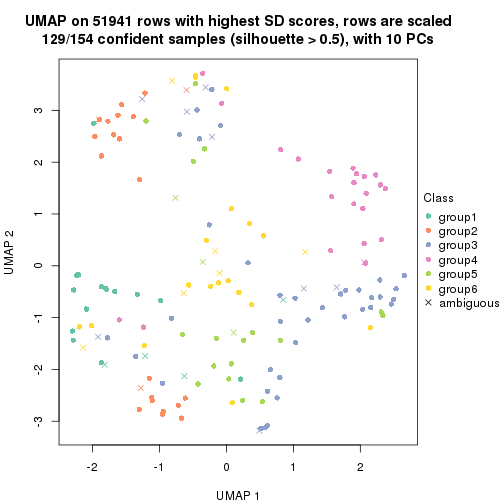 UMAP on 51941 rows with highest SD scores, rows are scaled
129/154 confident samples (silhouette > 0.5), with 10 PCs
3
2
1
0
-1
-2
-3
UMAP 2
-2
-1
0
1
2
UMAP 1
Class
group1
group2
group3
group4
group5
group6
ambiguous